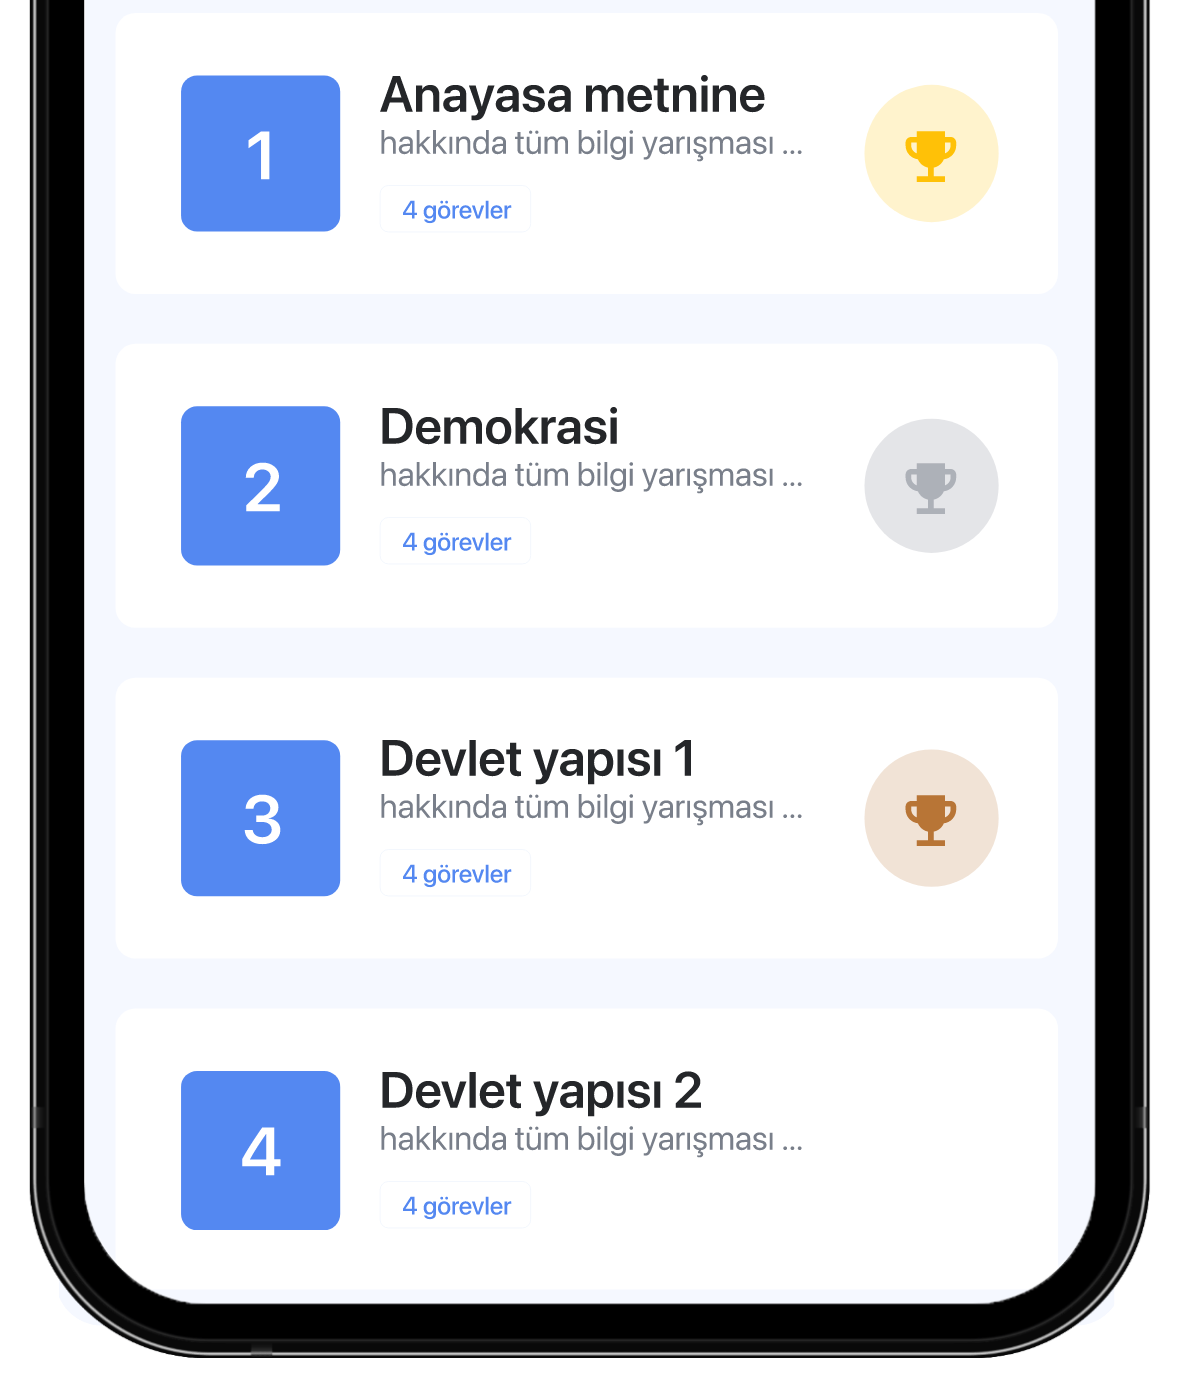 1
Anayasa metnine
hakkında tüm bilgi yarışması ...
4 görevler
2
Demokrasi
hakkında tüm bilgi yarışması ...
4 görevler
3
Devlet yapısı 1
hakkında tüm bilgi yarışması ...
4 görevler
4
Devlet yapısı 2
hakkında tüm bilgi yarışması ...
4 görevler